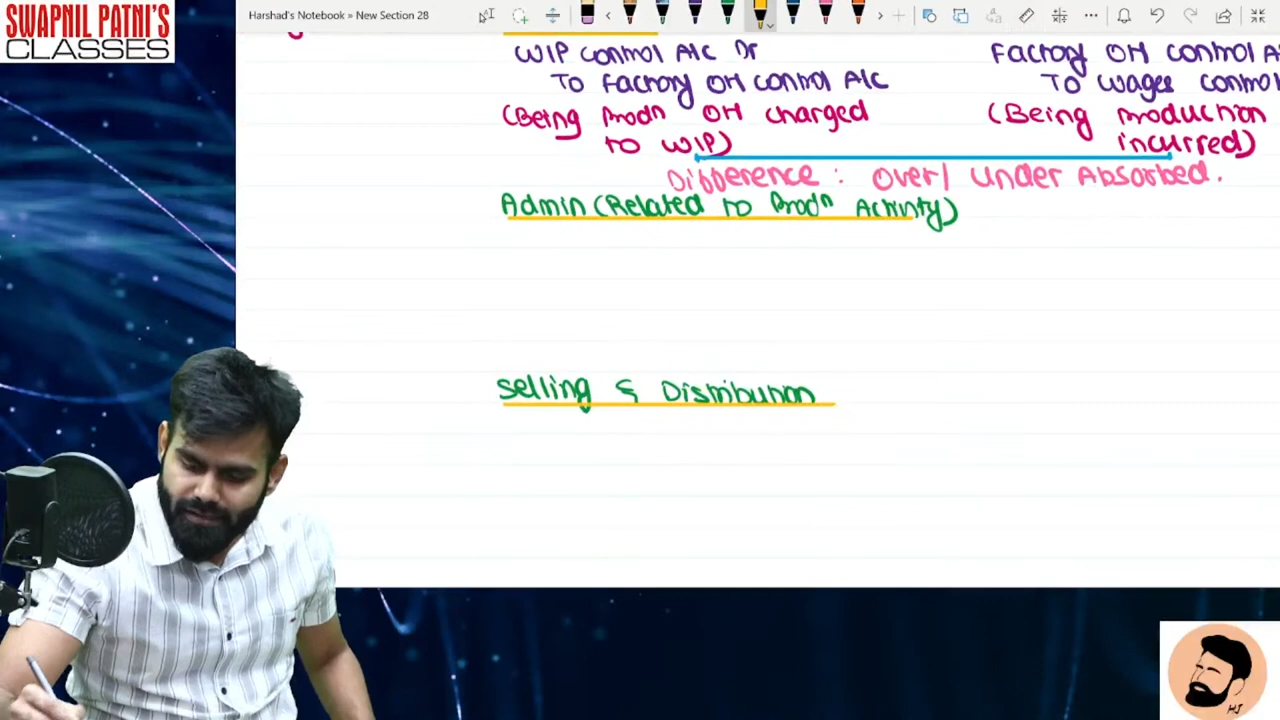 SWAPNIL PATNI'S
CLASSES
Harshad's Notebook » New Section 28
WIP Control A/c Dr
To Factory OH Control A/c
(Being Prodn OH charged
to WIP)
Factory OH Control A
To Wages Control
(Being Production
incurred)
Difference : Over/ Under Absorbed.
Admin (Related to Prodn Activity)
Selling & Distribution
HJ